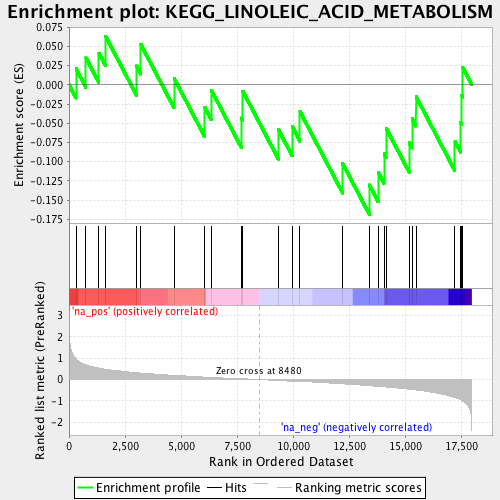 Enrichment plot: KEGG_LINOLEIC_ACID_METABOLISM
Enrichment score (ES)
0.075
0.050
0.025
0.000
-0.025
-0.050
-0.075
-0.100
-0.125
-0.150
-0.175
'na_pos' (positively correlated)
Ranked list metric (PreRanked)
3
2
1
0
-1
-2
Zero cross at 8480
'na_neg' (negatively correlated)
0 2,500 5,000 7,500 10,000 12,500 15,000 17,500
Rank in Ordered Dataset
Enrichment profile Hits Ranking metric scores